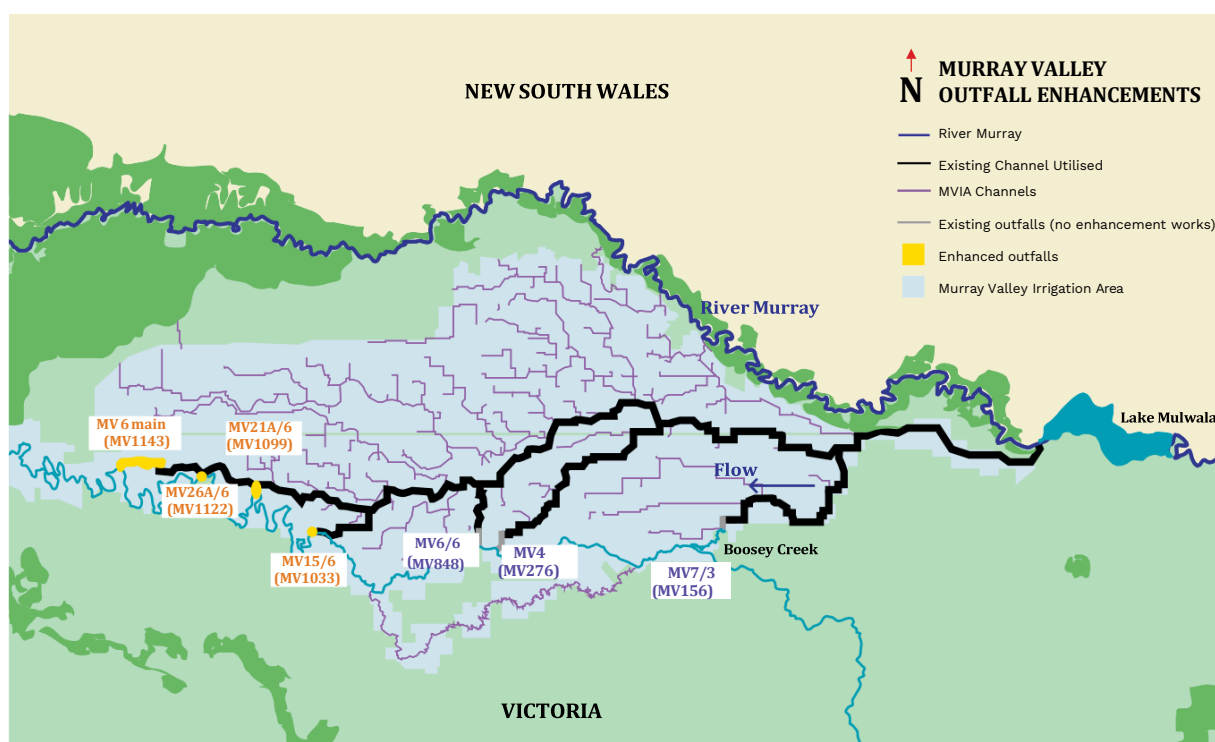 NEW SOUTH WALES
N
MURRAY VALLEY
OUTFALL ENHANCEMENTS
River Murray
Existing Channel Utilised
MVIA Channels
Existing outfalls (no enhancement works)
Enhanced outfalls
Murray Valley Irrigation Area
River Murray
Lake Mulwala
MV 6 main
(MV1143)
MV21A/6
(MV1099)
Flow
MV26A/6
(MV1122)
MV15/6
(MV1033)
MV6/6
(MV848)
MV4
(MV276)
Boosey Creek
MV7/3
(MV156)
VICTORIA